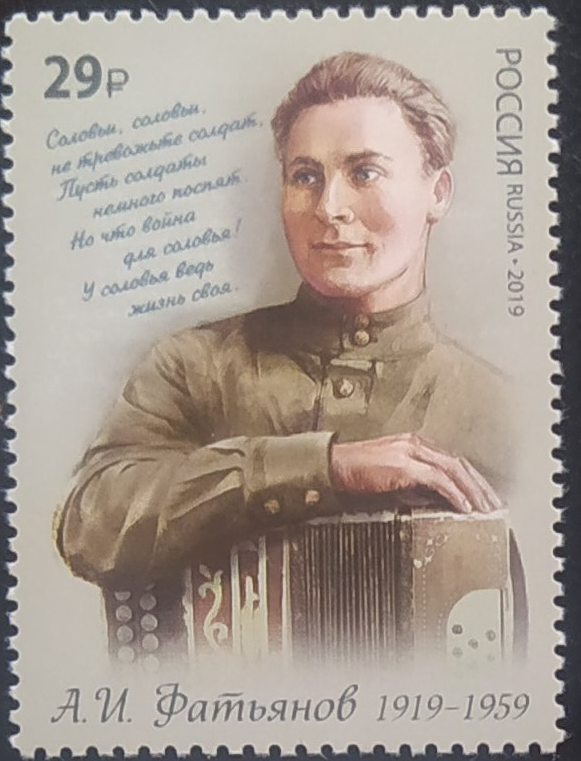 29₽
Соловьи, соловьи,
не тревожьте солдат,
Пусть солдаты
немного поспят.
Но что война
для соловья!
У соловья ведь
жизнь своя.
РОССИЯ RUSSIA • 2019
А.И. Фатьянов 1919–1959